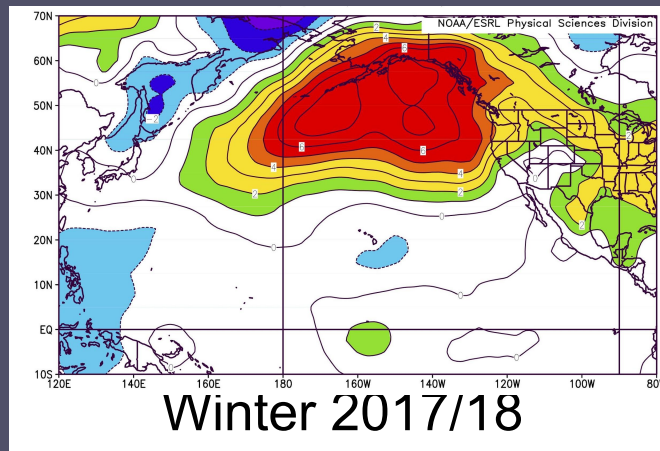 NOAA/ESRL Physical Sciences Division
70N
60N
50N
40N
30N
20N
10N
EQ
10S
120E 140E 160E 180 160W 140W 120W 100W 80
Winter 2017/18